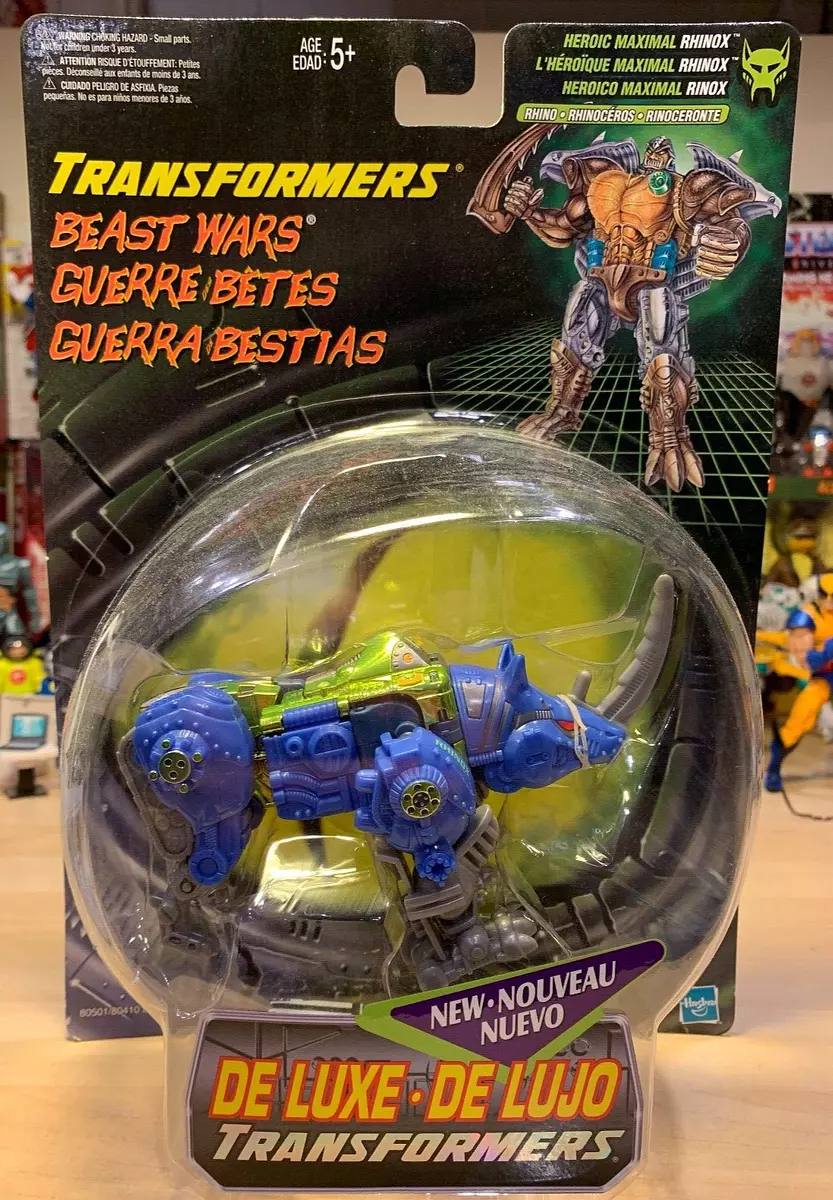 WARNING CHOKING HAZARD - Small parts.
Not for children under 3 years.
ATTENTION RISQUE D'ÉTOUFFEMENT: Petites
pièces. Déconseillé aux enfants de moins de 3 ans.
CUIDADO PELIGRO DE ASFIXIA. Piezas
pequeñas. No es para niños menores de 3 años.
AGE
EDAD: 5+
HEROIC MAXIMAL RHINOX™
L'HÉROÏQUE MAXIMAL RHINOX™
HEROICO MAXIMAL RINOX
RHINO • RHINOCÉROS • RINOCERONTE
TRANSFORMERS®
BEAST WARS®
GUERRE BÊTES
GUERRA BESTIAS
80501/80410
NEW • NOUVEAU
NUEVO
Hasbro
DE LUXE • DE LUJO
TRANSFORMERS®